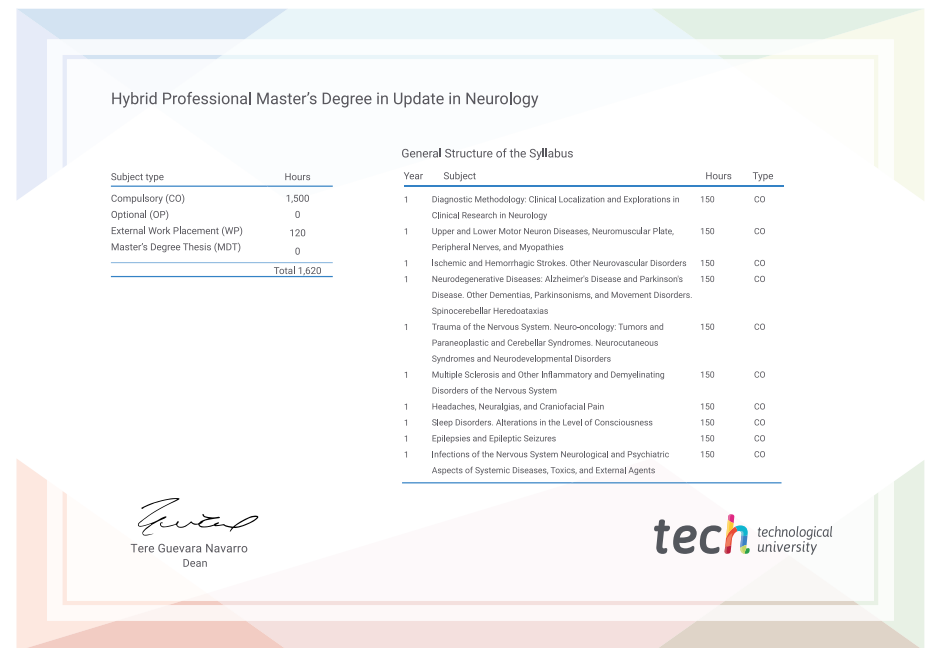 Hybrid Professional Master's Degree in Update in Neurology
Subject type Hours
Compulsory (CO) 1,500
Optional (OP) 0
External Work Placement (WP) 120
Master's Degree Thesis (MDT) 0
Total 1,620
General Structure of the Syllabus
Year Subject Hours Type
1 Diagnostic Methodology: Clinical Localization and Explorations in 150 CO
Clinical Research in Neurology
1 Upper and Lower Motor Neuron Diseases, Neuromuscular Plate, 150 CO
Peripheral Nerves, and Myopathies
1 Ischemic and Hemorrhagic Strokes. Other Neurovascular Disorders 150 CO
1 Neurodegenerative Diseases: Alzheimer's Disease and Parkinson's 150 CO
Disease. Other Dementias, Parkinsonisms, and Movement Disorders.
Spinocerebellar Heredoataxias
1 Trauma of the Nervous System. Neuro-oncology: Tumors and 150 CO
Paraneoplastic and Cerebellar Syndromes. Neurocutaneous
Syndromes and Neurodevelopmental Disorders
1 Multiple Sclerosis and Other Inflammatory and Demyelinating 150 CO
Disorders of the Nervous System
1 Headaches, Neuralgias, and Craniofacial Pain 150 CO
1 Sleep Disorders. Alterations in the Level of Consciousness 150 CO
1 Epilepsies and Epileptic Seizures 150 CO
1 Infections of the Nervous System Neurological and Psychiatric 150 CO
Aspects of Systemic Diseases, Toxics, and External Agents
Tere Guevara Navarro
Dean
tech technological
university